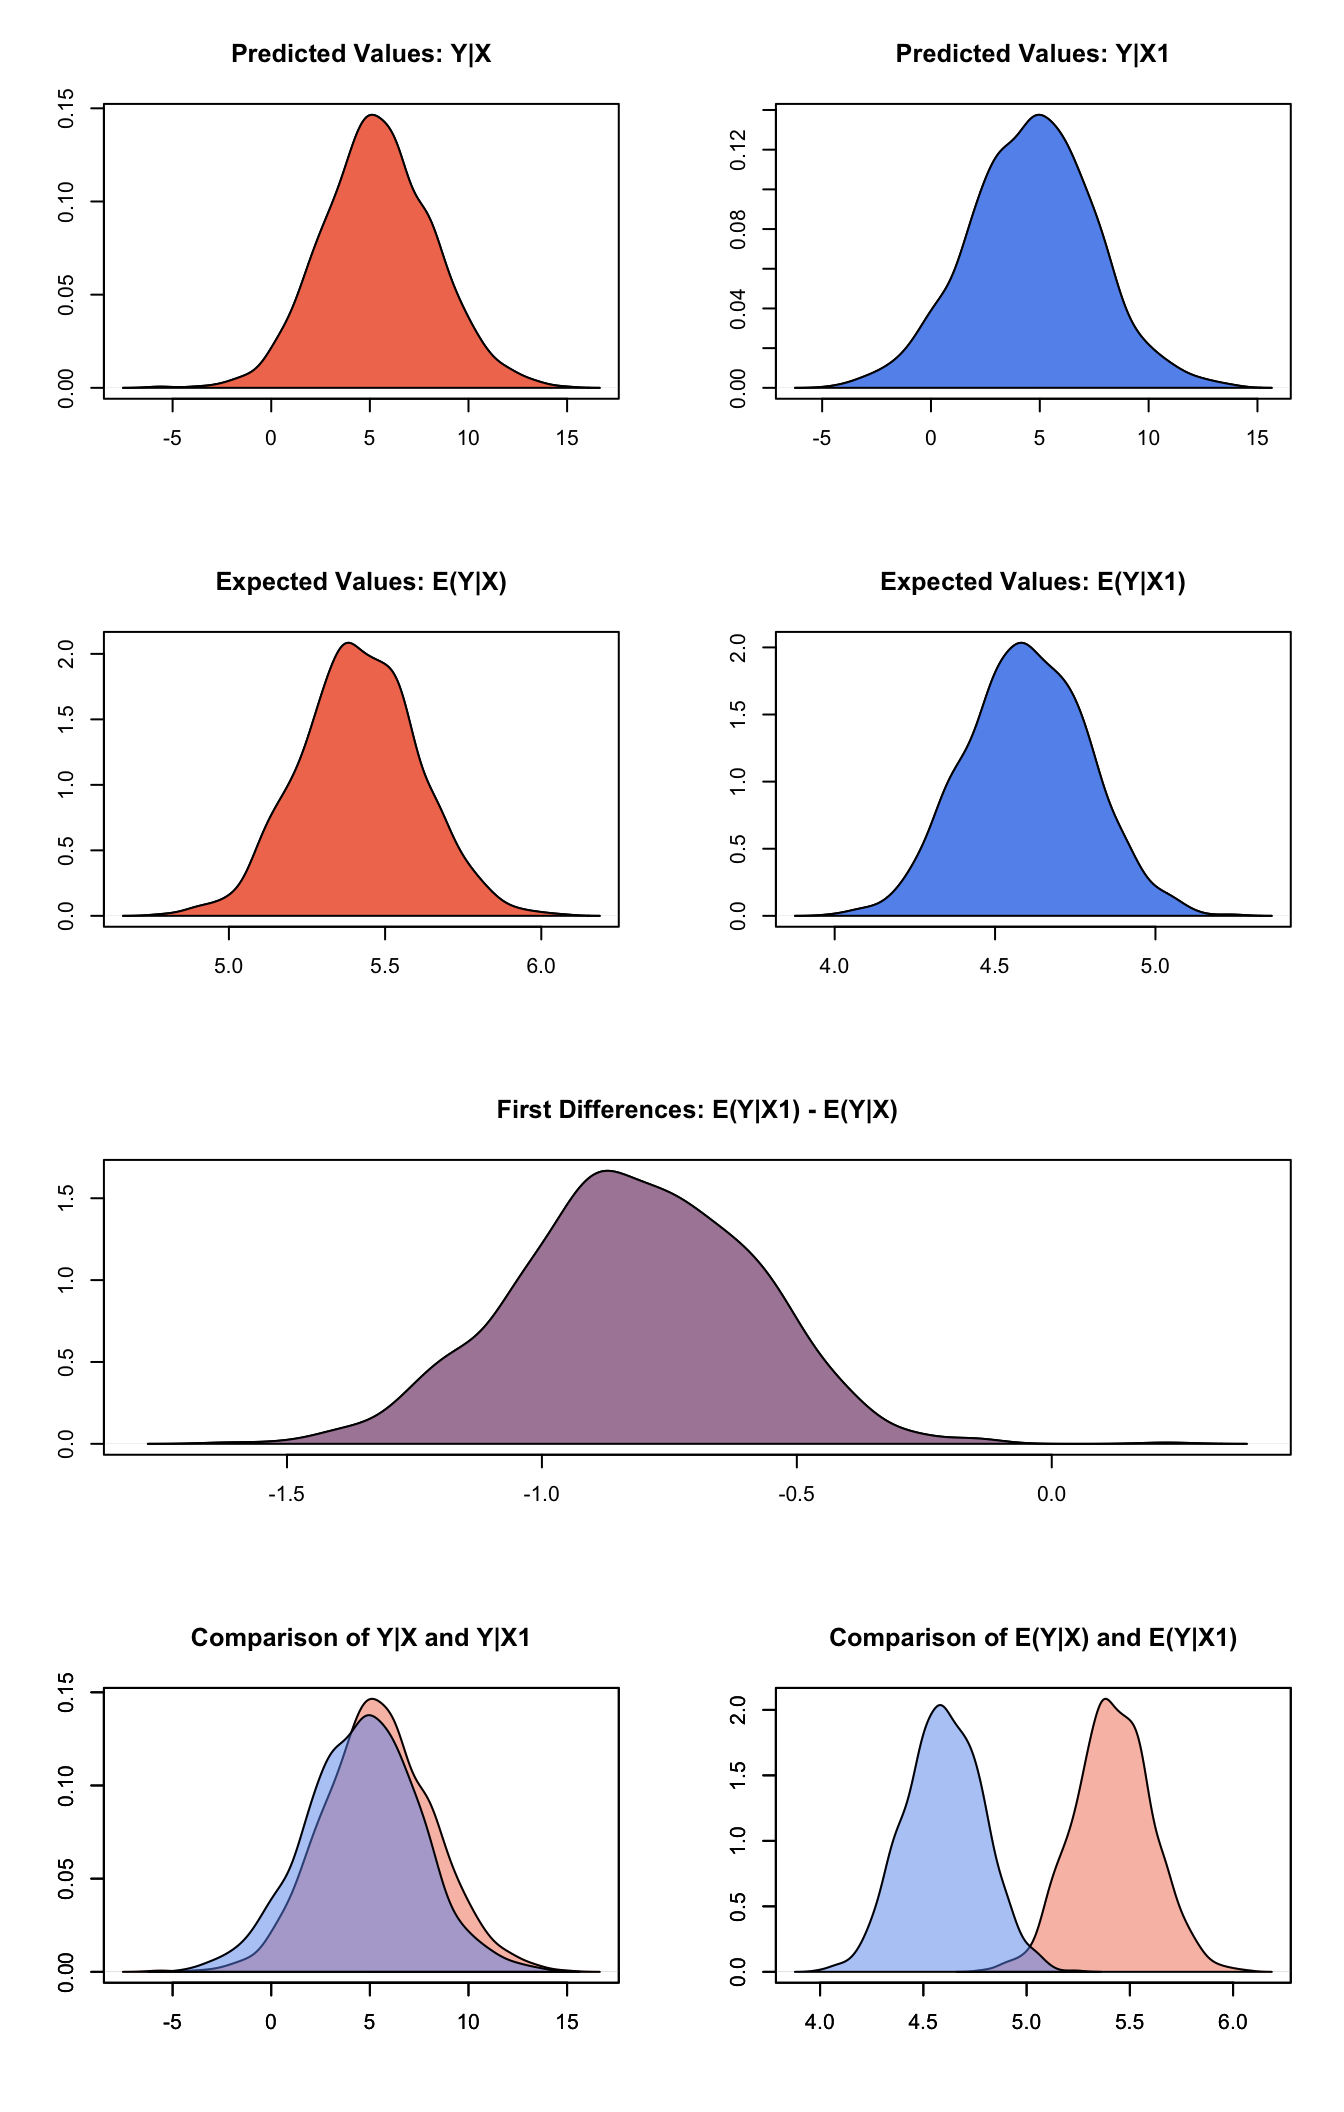 Predicted Values: Y|X
0.15
0.10
0.05
0.00
-5 0 5 10 15
Predicted Values: Y|X1
0.12
0.08
0.04
0.00
-5 0 5 10 15
Expected Values: E(Y|X)
2.0
1.5
1.0
0.5
0.0
5.0 5.5 6.0
Expected Values: E(Y|X1)
2.0
1.5
1.0
0.5
0.0
4.0 4.5 5.0
First Differences: E(Y|X1) - E(Y|X)
1.5
1.0
0.5
0.0
-1.5 -1.0 -0.5 0.0
Comparison of Y|X and Y|X1
0.15
0.10
0.05
0.00
-5 0 5 10 15
Comparison of E(Y|X) and E(Y|X1)
2.0
1.5
1.0
0.5
0.0
4.0 4.5 5.0 5.5 6.0